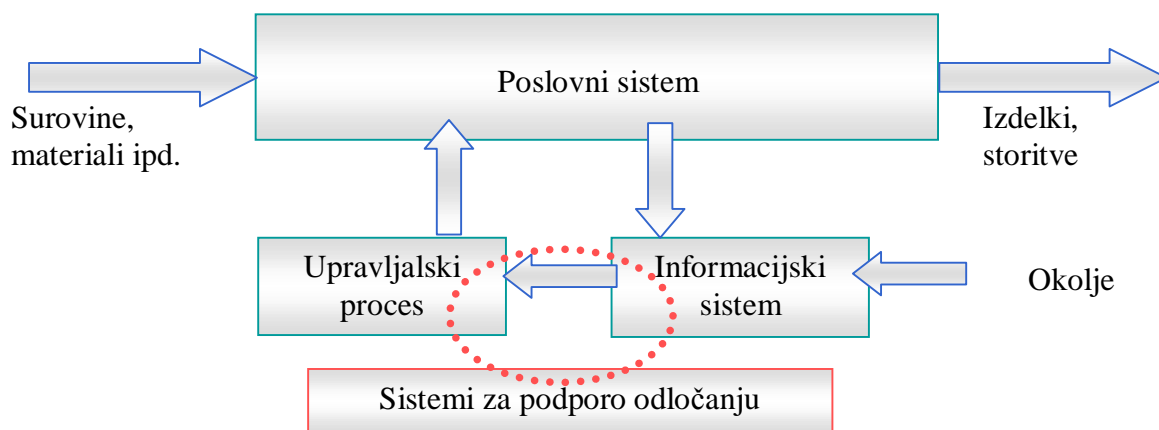 Poslovni sistem
Surovine,
materiali ipd.
Izdelki,
storitve
Upravljalski
proces
Informacijski
sistem
Okolje
Sistemi za podporo odločanju